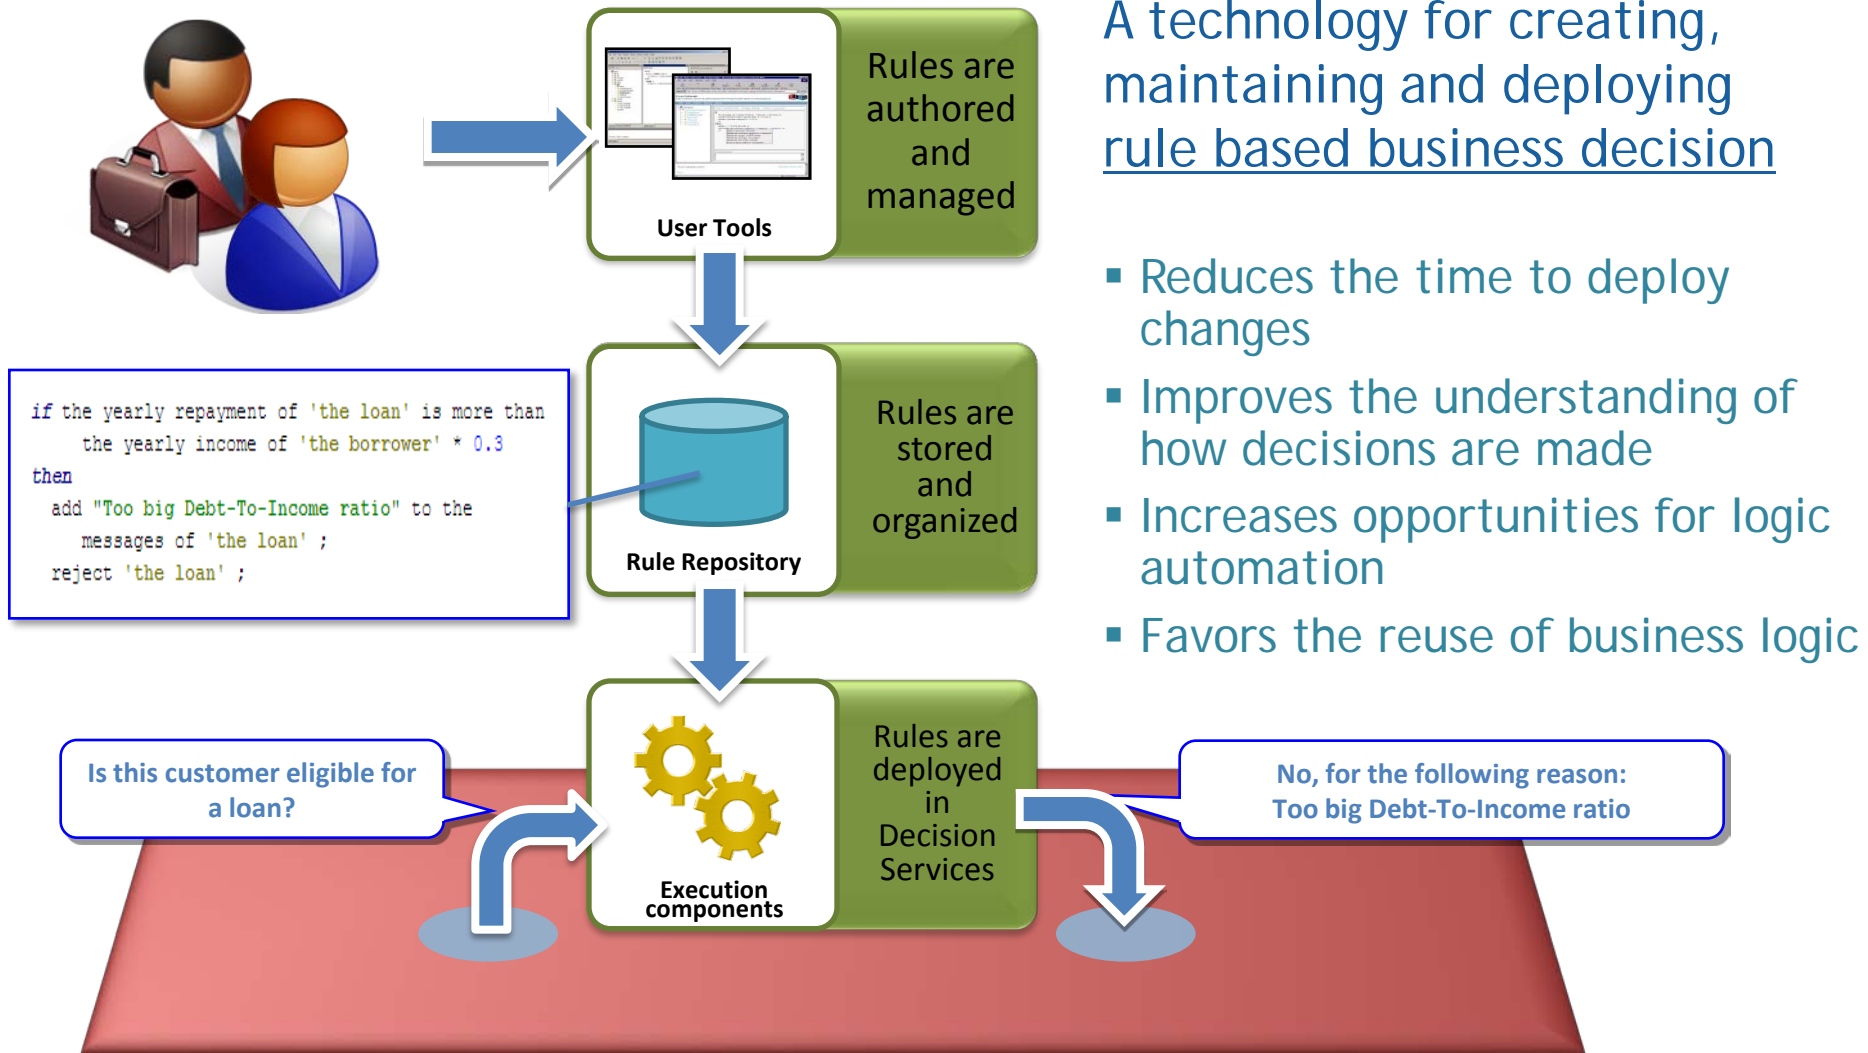 A technology for creating,
maintaining and deploying
rule based business decision
Rules are
authored
and
managed
User Tools
▪ Reduces the time to deploy
changes
▪ Improves the understanding of
how decisions are made
▪ Increases opportunities for logic
automation
▪ Favors the reuse of business logic
if the yearly repayment of 'the loan' is more than
the yearly income of 'the borrower' * 0.3
then
add "Too big Debt-To-Income ratio" to the
messages of 'the loan' ;
reject 'the loan' ;
Rules are
stored
and
organized
Rule Repository
Is this customer eligible for
a loan?
Rules are
deployed
in
Decision
Services
Execution
components
No, for the following reason:
Too big Debt-To-Income ratio